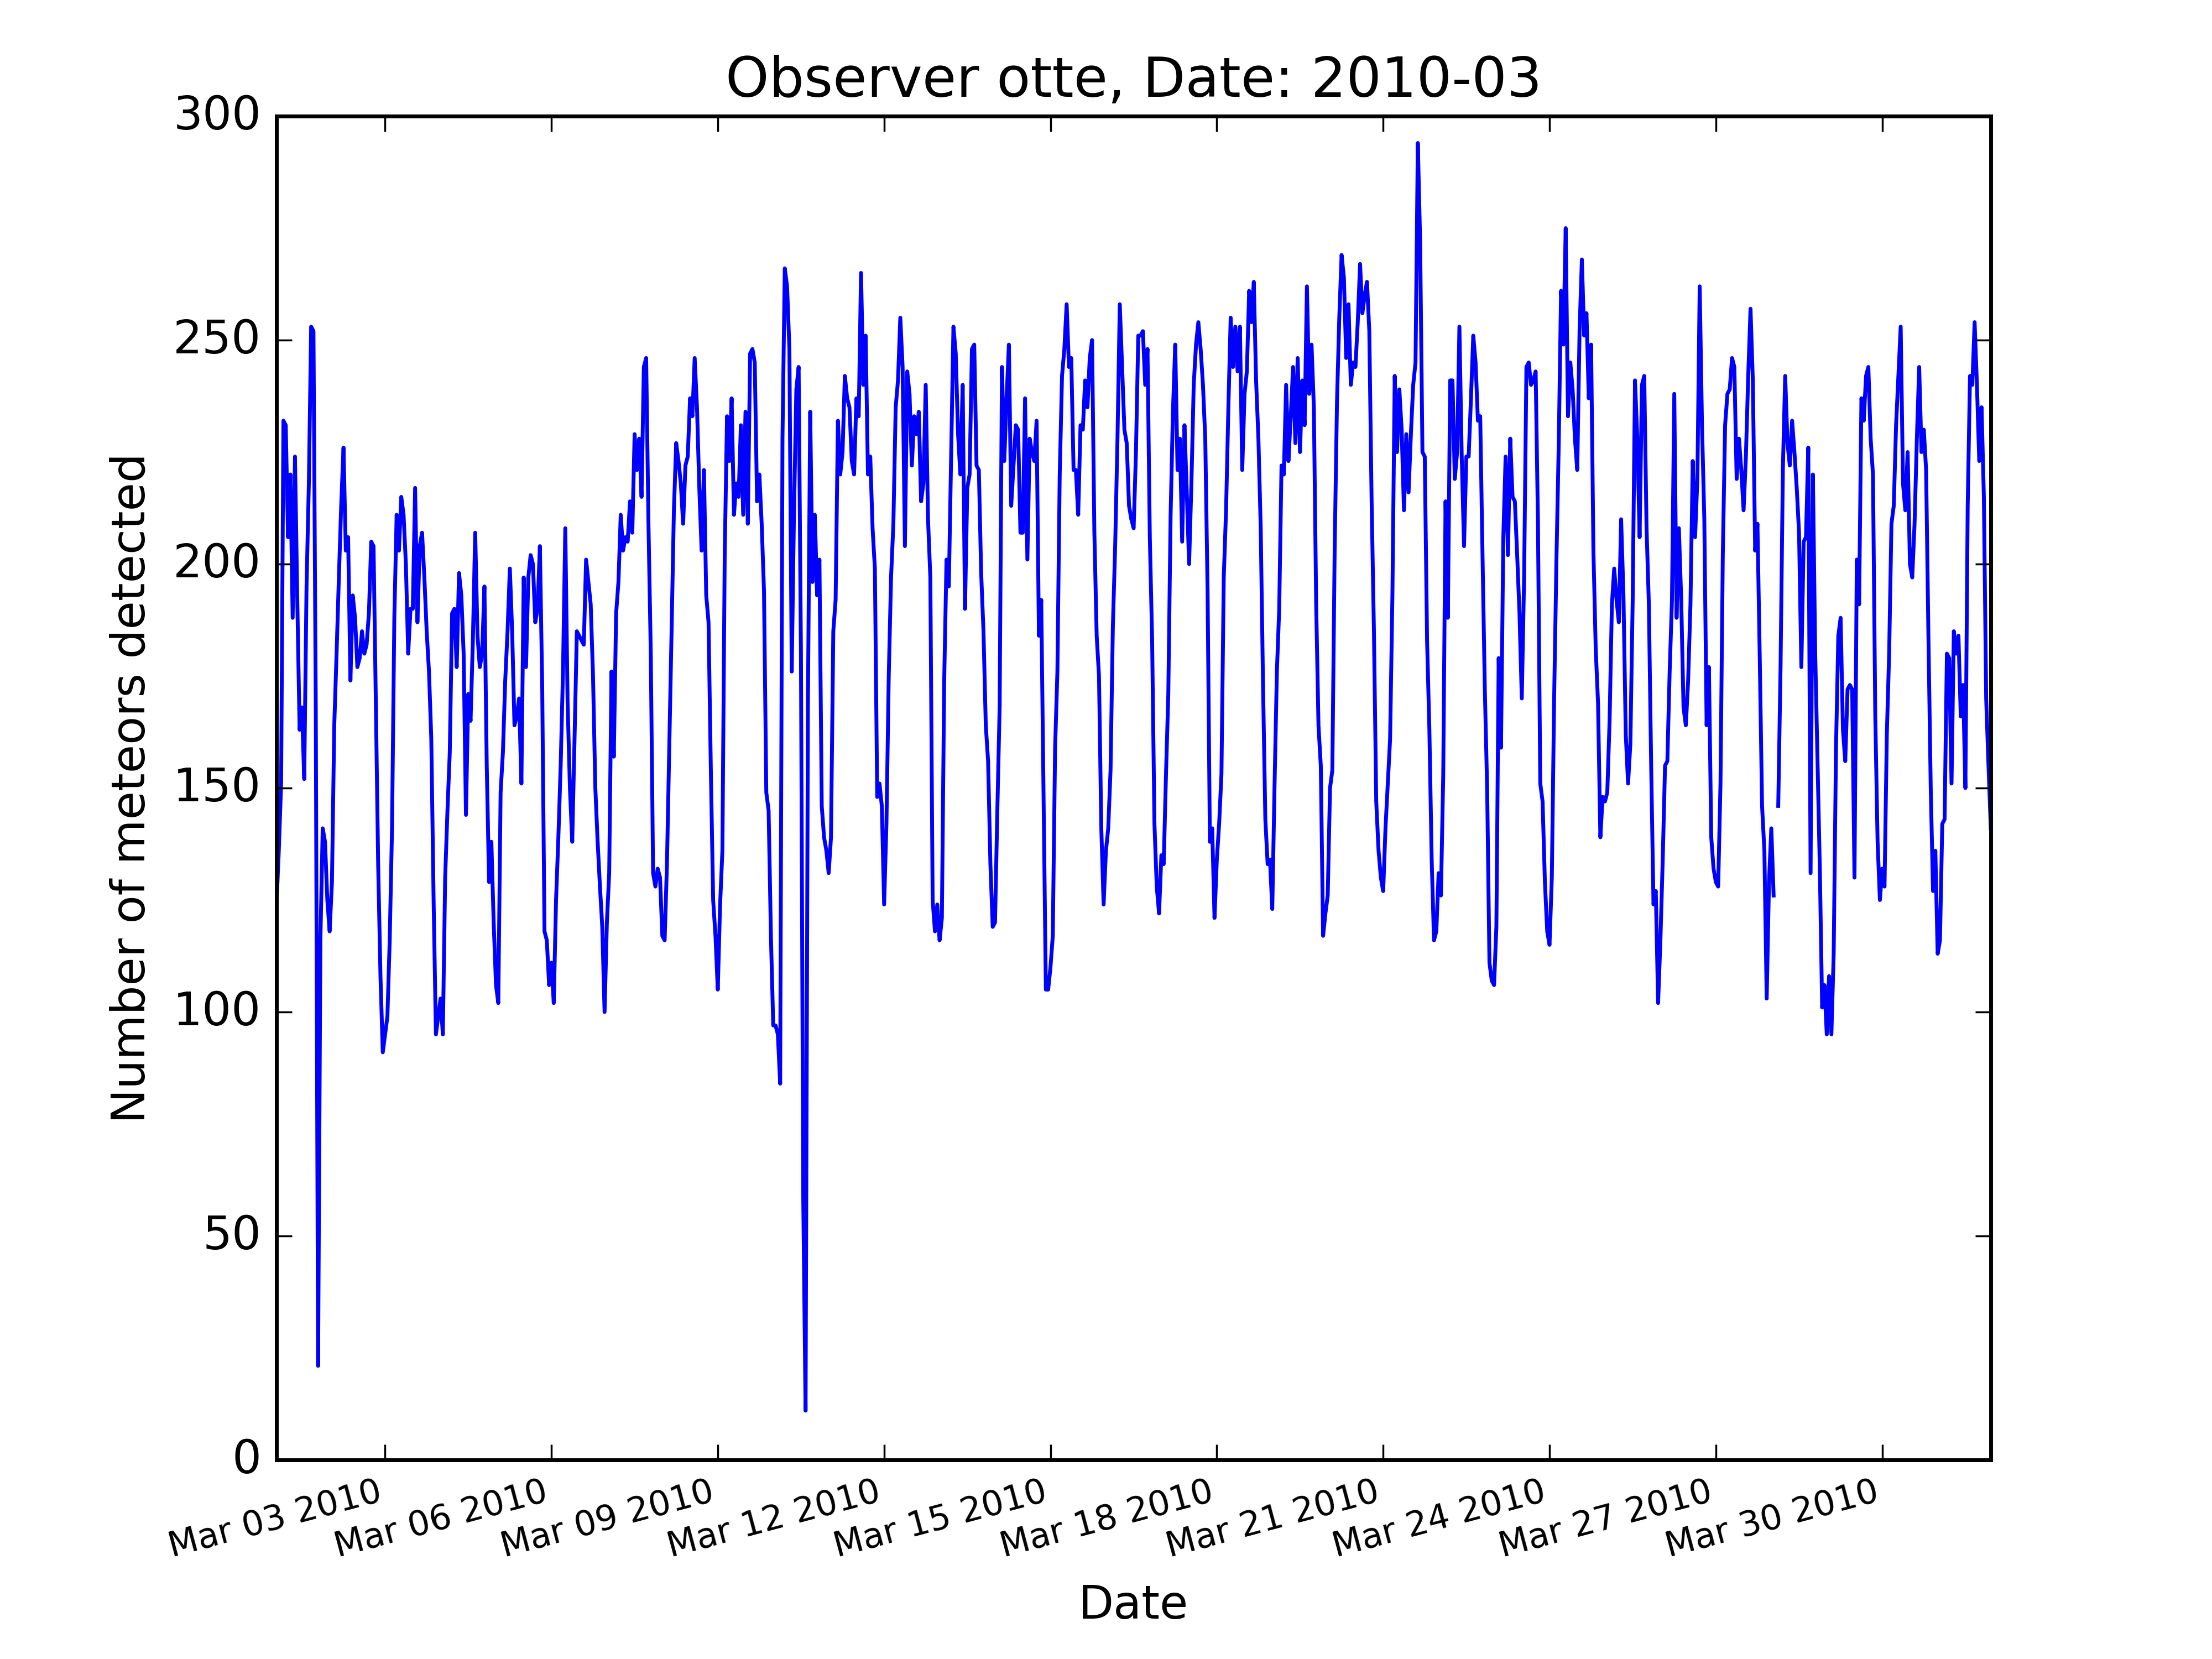 Observer otte, Date: 2010-03
300
250
200
150
100
50
0
Number of meteors detected
Mar 03 2010
Mar 06 2010
Mar 09 2010
Mar 12 2010
Mar 15 2010
Mar 18 2010
Mar 21 2010
Mar 24 2010
Mar 27 2010
Mar 30 2010
Date